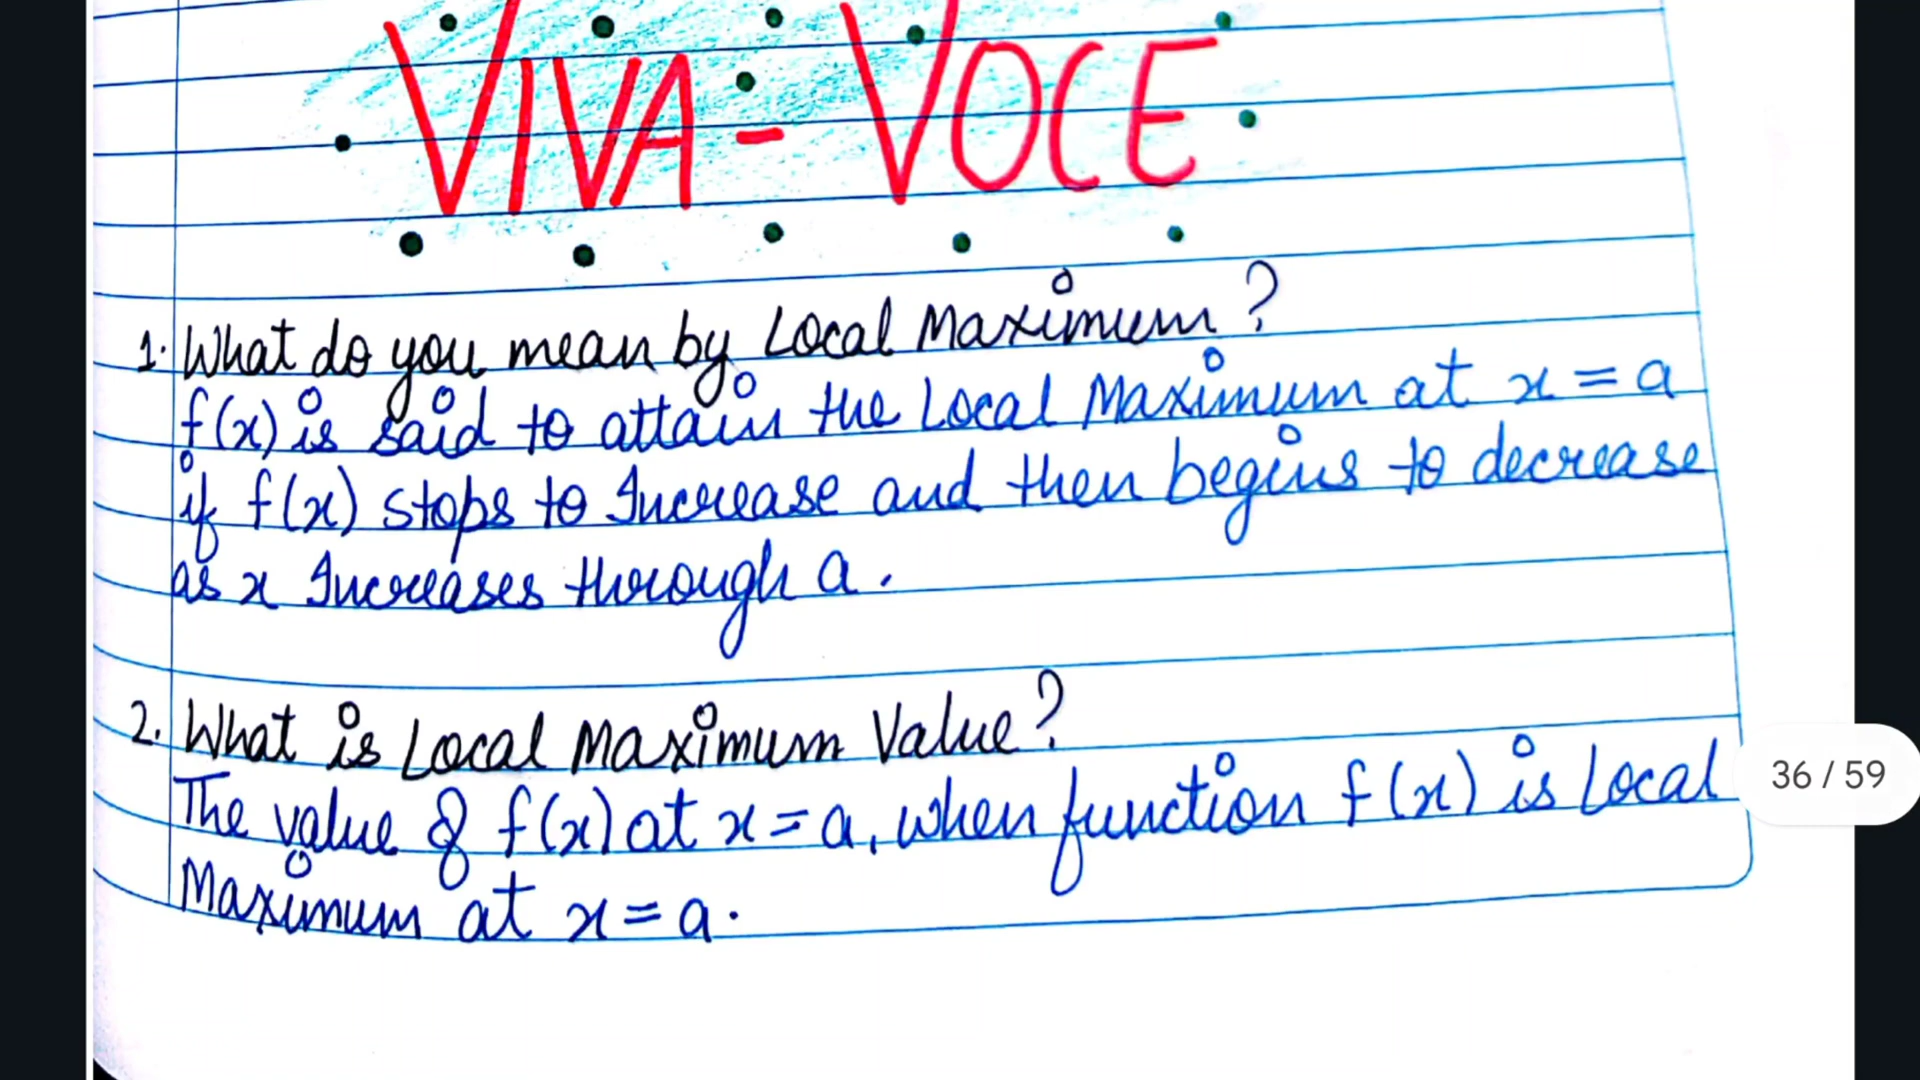 VIVA-VOCE
1. What do you mean by Local Maximum?
f(x) is said to attain the Local Maximum at x = a
if f(x) stops to Increase and then begins to decrease
as x Increases through a.
2. What is Local Maximum Value?
The value of f(x) at x = a, when function f(x) is Local
Maximum at x = a.
36 / 59